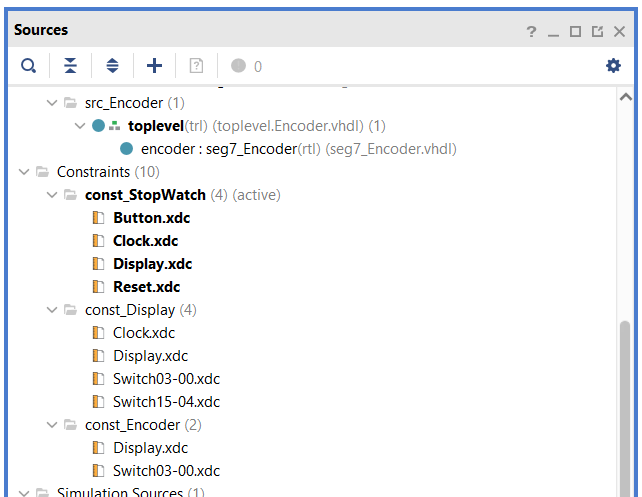 Sources
0
src_Encoder (1)
toplevel(trl) (toplevel.Encoder.vhdl) (1)
encoder : seg7_Encoder(rtl) (seg7_Encoder.vhdl)
Constraints (10)
const_StopWatch (4) (active)
Button.xdc
Clock.xdc
Display.xdc
Reset.xdc
const_Display (4)
Clock.xdc
Display.xdc
Switch03-00.xdc
Switch15-04.xdc
const_Encoder (2)
Display.xdc
Switch03-00.xdc
Simulation Sources (1)